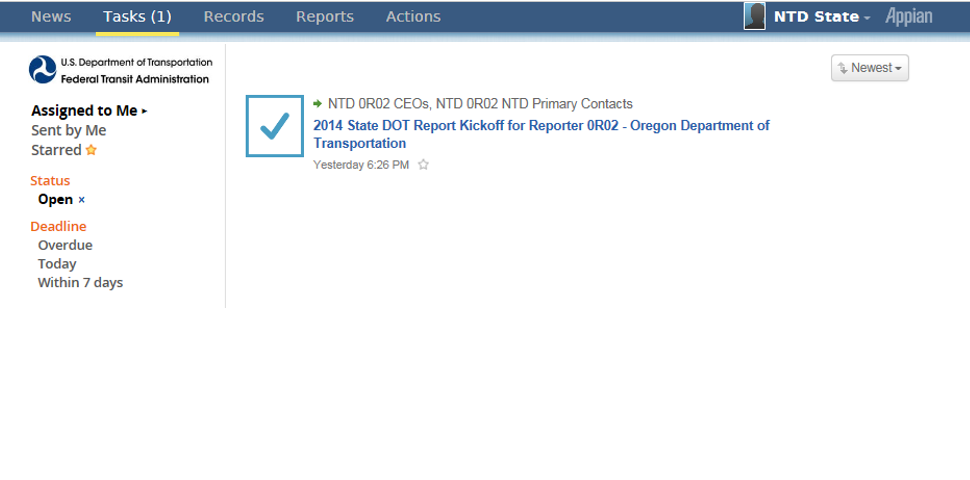 News Tasks (1) Records Reports Actions NTD State Appian
U.S. Department of Transportation
Federal Transit Administration
Assigned to Me
Sent by Me
Starred
Status
Open ×
Deadline
Overdue
Today
Within 7 days
Newest
NTD 0R02 CEOs, NTD 0R02 NTD Primary Contacts
2014 State DOT Report Kickoff for Reporter 0R02 - Oregon Department of
Transportation
Yesterday 6:26 PM